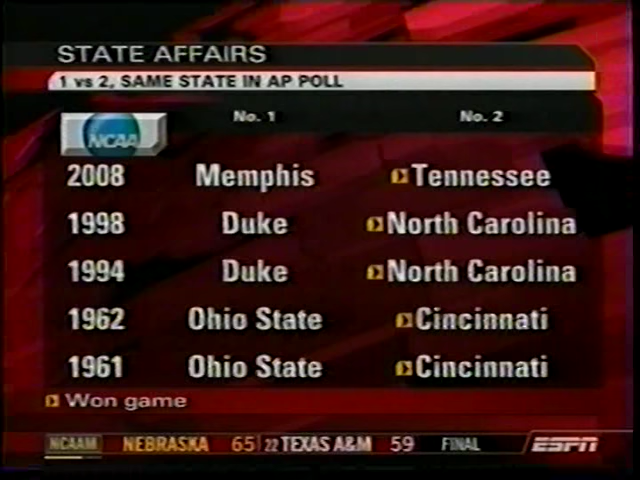 STATE AFFAIRS
1 vs 2, SAME STATE IN AP POLL
No. 1 No. 2
NCAA
2008 Memphis Tennessee
1998 Duke North Carolina
1994 Duke North Carolina
1962 Ohio State Cincinnati
1961 Ohio State Cincinnati
Won game
NCAAM NEBRASKA 65 22 TEXAS A&M 59 FINAL ESPN